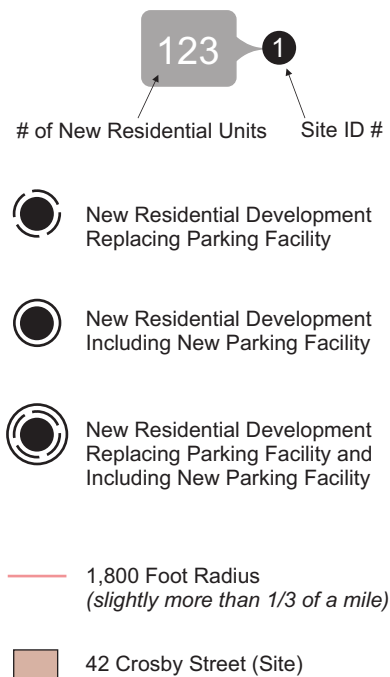 123
1
# of New Residential Units
Site ID #
New Residential Development
Replacing Parking Facility
New Residential Development
Including New Parking Facility
New Residential Development
Replacing Parking Facility and
Including New Parking Facility
1,800 Foot Radius
(slightly more than 1/3 of a mile)
42 Crosby Street (Site)